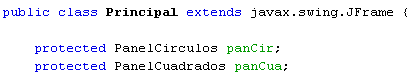 public class Principal extends javax.swing.JFrame {
protected PanelCirculos panCir;
protected PanelCuadrados panCua;